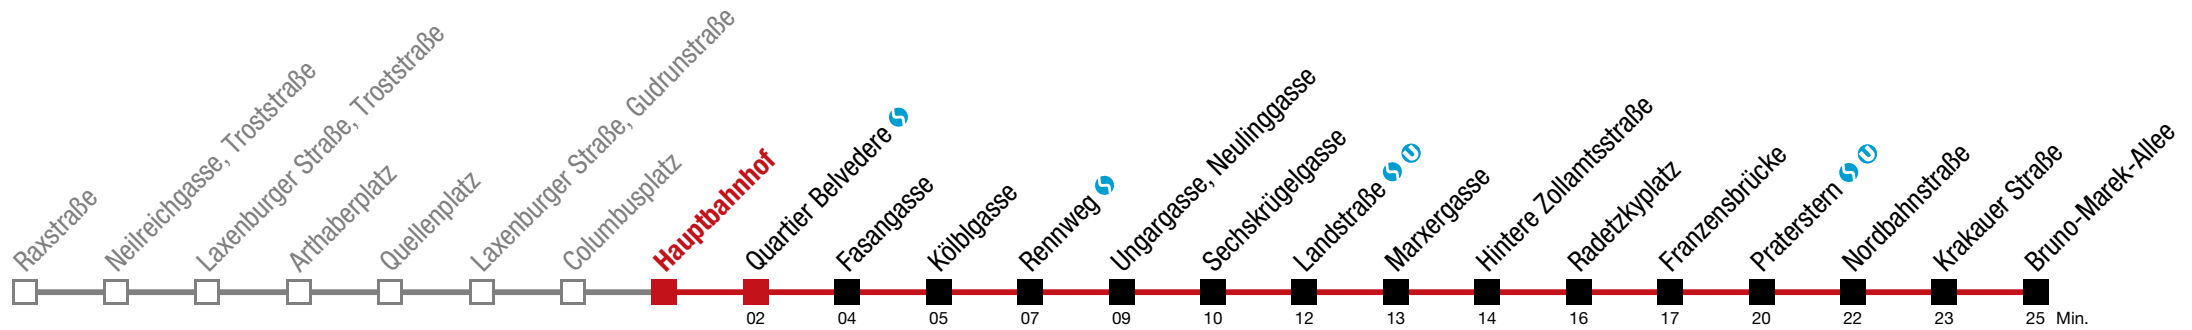 Raxstraße
Neilreichgasse, Troststraße
Laxenburger Straße, Troststraße
Arthaberplatz
Quellenplatz
Laxenburger Straße, Gudrunstraße
Columbusplatz
Hauptbahnhof
Quartier Belvedere S
Fasangasse
Kölblgasse
Rennweg S
Ungargasse, Neulinggasse
Sechskrügelgasse
Landstraße S U
Marxergasse
Hintere Zollamtsstraße
Radetzkyplatz
Franzensbrücke
Praterstern S U
Nordbahnstraße
Krakauer Straße
Bruno-Marek-Allee
02 04 05 07 09 10 12 13 14 16 17 20 22 23 25 Min.